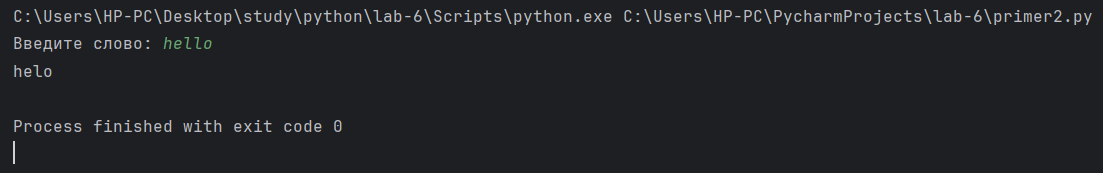 C:\Users\HP-PC\Desktop\study\python\lab-6\Scripts\python.exe C:\Users\HP-PC\PycharmProjects\lab-6\primer2.py
Введите слово: hello
helo
Process finished with exit code 0